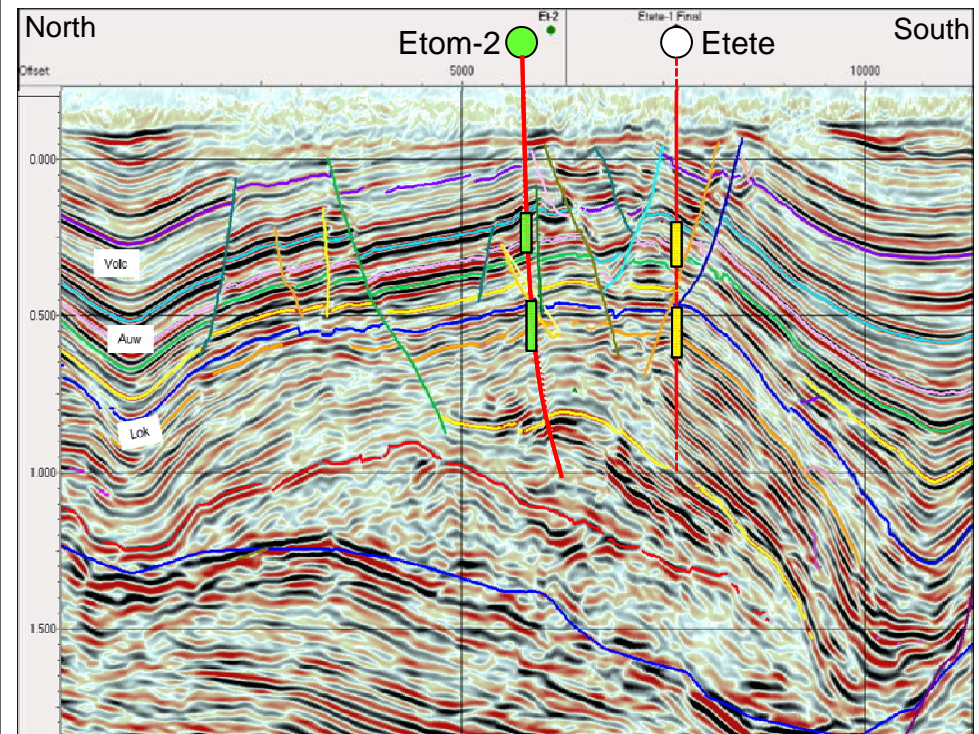 North
Et-2
Etete-1 Final
South
Etom-2
Etete
Offset:
5000
10000
0.000
Volc
Auw
0.500
Lok
1.000
1.500